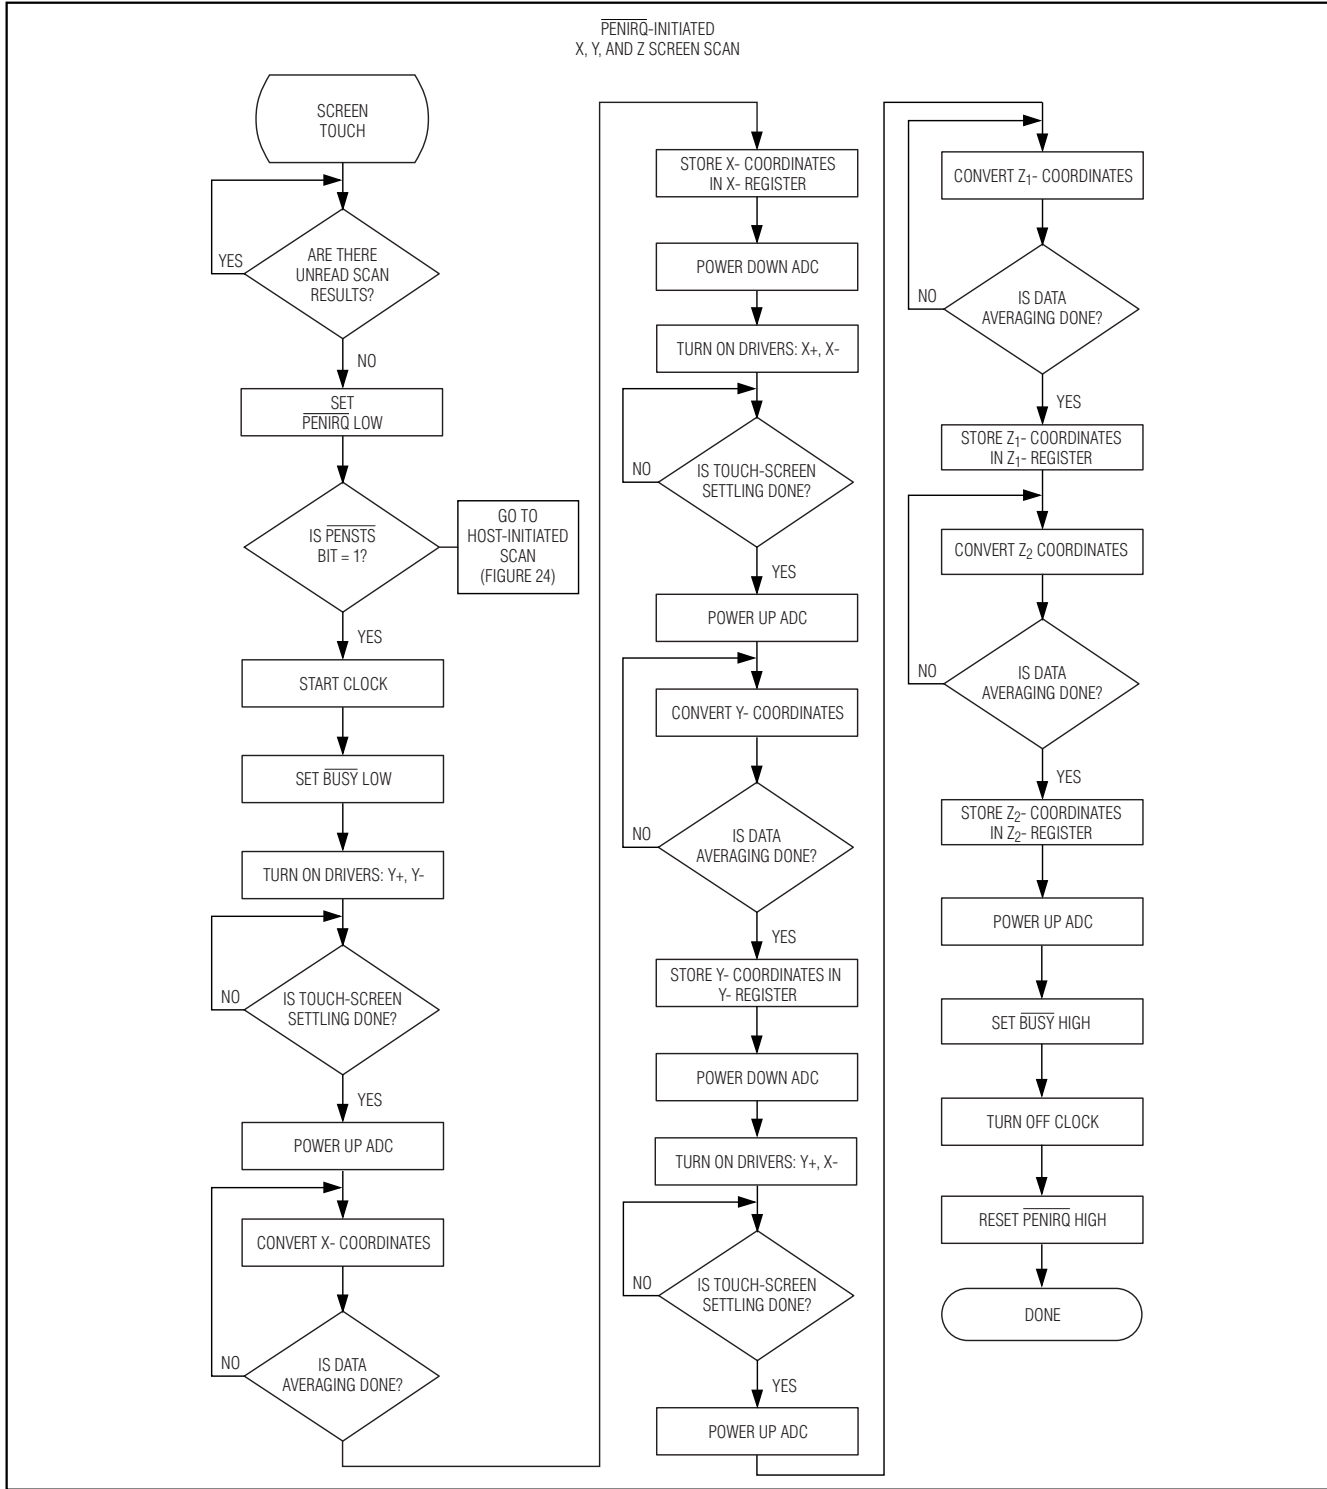 PENIRQ-INITIATED
X, Y, AND Z SCREEN SCAN
SCREEN
TOUCH
YES
ARE THERE
UNREAD SCAN
RESULTS?
NO
SET
PENIRQ LOW
IS PENSTS
BIT = 1?
GO TO
HOST-INITIATED
SCAN
(FIGURE 24)
YES
START CLOCK
SET BUSY LOW
TURN ON DRIVERS: Y+, Y-
NO
IS TOUCH-SCREEN
SETTLING DONE?
YES
POWER UP ADC
CONVERT X- COORDINATES
NO
IS DATA
AVERAGING DONE?
STORE X- COORDINATES
IN X- REGISTER
POWER DOWN ADC
TURN ON DRIVERS: X+, X-
NO
IS TOUCH-SCREEN
SETTLING DONE?
YES
POWER UP ADC
CONVERT Y- COORDINATES
NO
IS DATA
AVERAGING DONE?
YES
STORE Y- COORDINATES IN
Y- REGISTER
POWER DOWN ADC
TURN ON DRIVERS: Y+, X-
NO
IS TOUCH-SCREEN
SETTLING DONE?
YES
POWER UP ADC
CONVERT Z1- COORDINATES
NO
IS DATA
AVERAGING DONE?
YES
STORE Z1- COORDINATES
IN Z1- REGISTER
CONVERT Z2 COORDINATES
NO
IS DATA
AVERAGING DONE?
YES
STORE Z2- COORDINATES
IN Z2- REGISTER
POWER UP ADC
SET BUSY HIGH
TURN OFF CLOCK
RESET PENIRQ HIGH
DONE